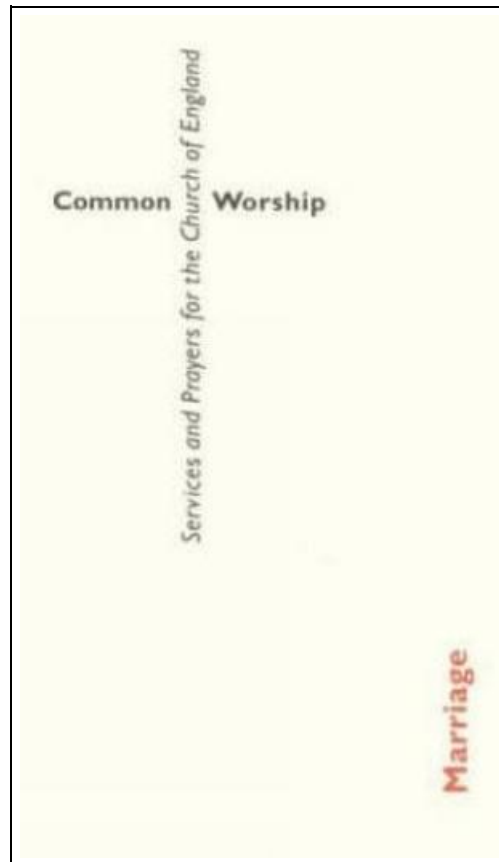 Common Worship
Services and Prayers for the Church of England
Marriage